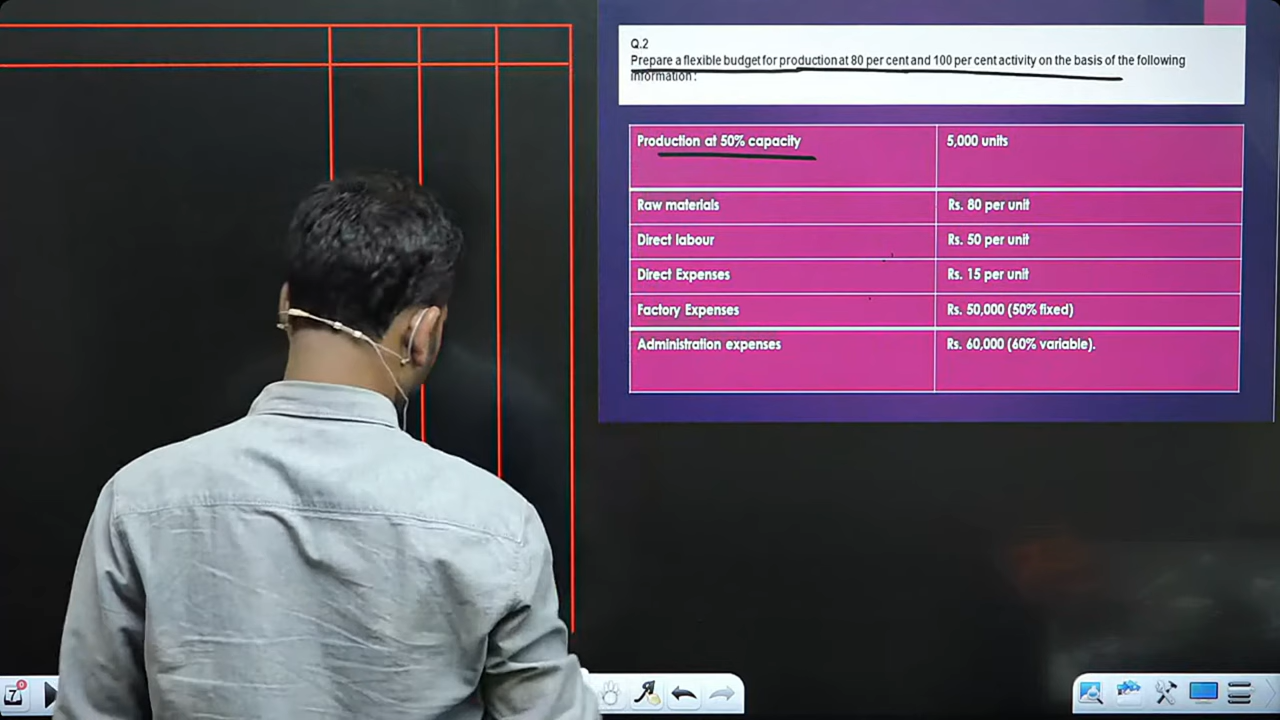 Q.2
Prepare a flexible budget for production at 80 per cent and 100 per cent activity on the basis of the following
information :
Production at 50% capacity 5,000 units
Raw materials Rs. 80 per unit
Direct labour Rs. 50 per unit
Direct Expenses Rs. 15 per unit
Factory Expenses Rs. 50,000 (50% fixed)
Administration expenses Rs. 60,000 (60% variable).
7